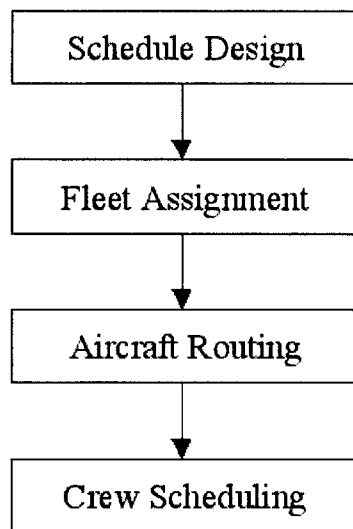 Schedule Design
Fleet Assignment
Aircraft Routing
Crew Scheduling